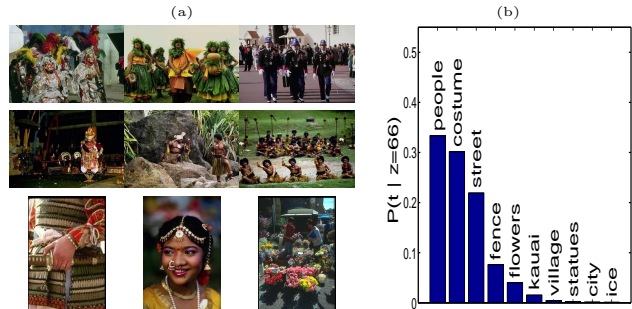 (a)
(b)
P(t | z=66)
0.5
0.4
0.3
0.2
0.1
0
people
costume
street
fence
flowers
kauai
village
statues
city
ice